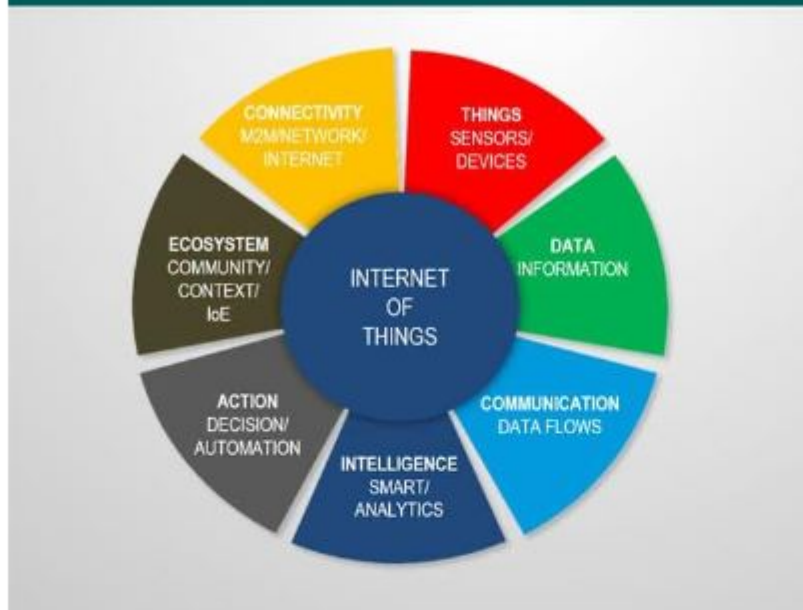 CONNECTIVITY
M2M/NETWORK/
INTERNET
THINGS
SENSORS/
DEVICES
DATA
INFORMATION
COMMUNICATION
DATA FLOWS
INTELLIGENCE
SMART/
ANALYTICS
ACTION
DECISION/
AUTOMATION
ECOSYSTEM
COMMUNITY/
CONTEXT/
IoE
INTERNET
OF
THINGS